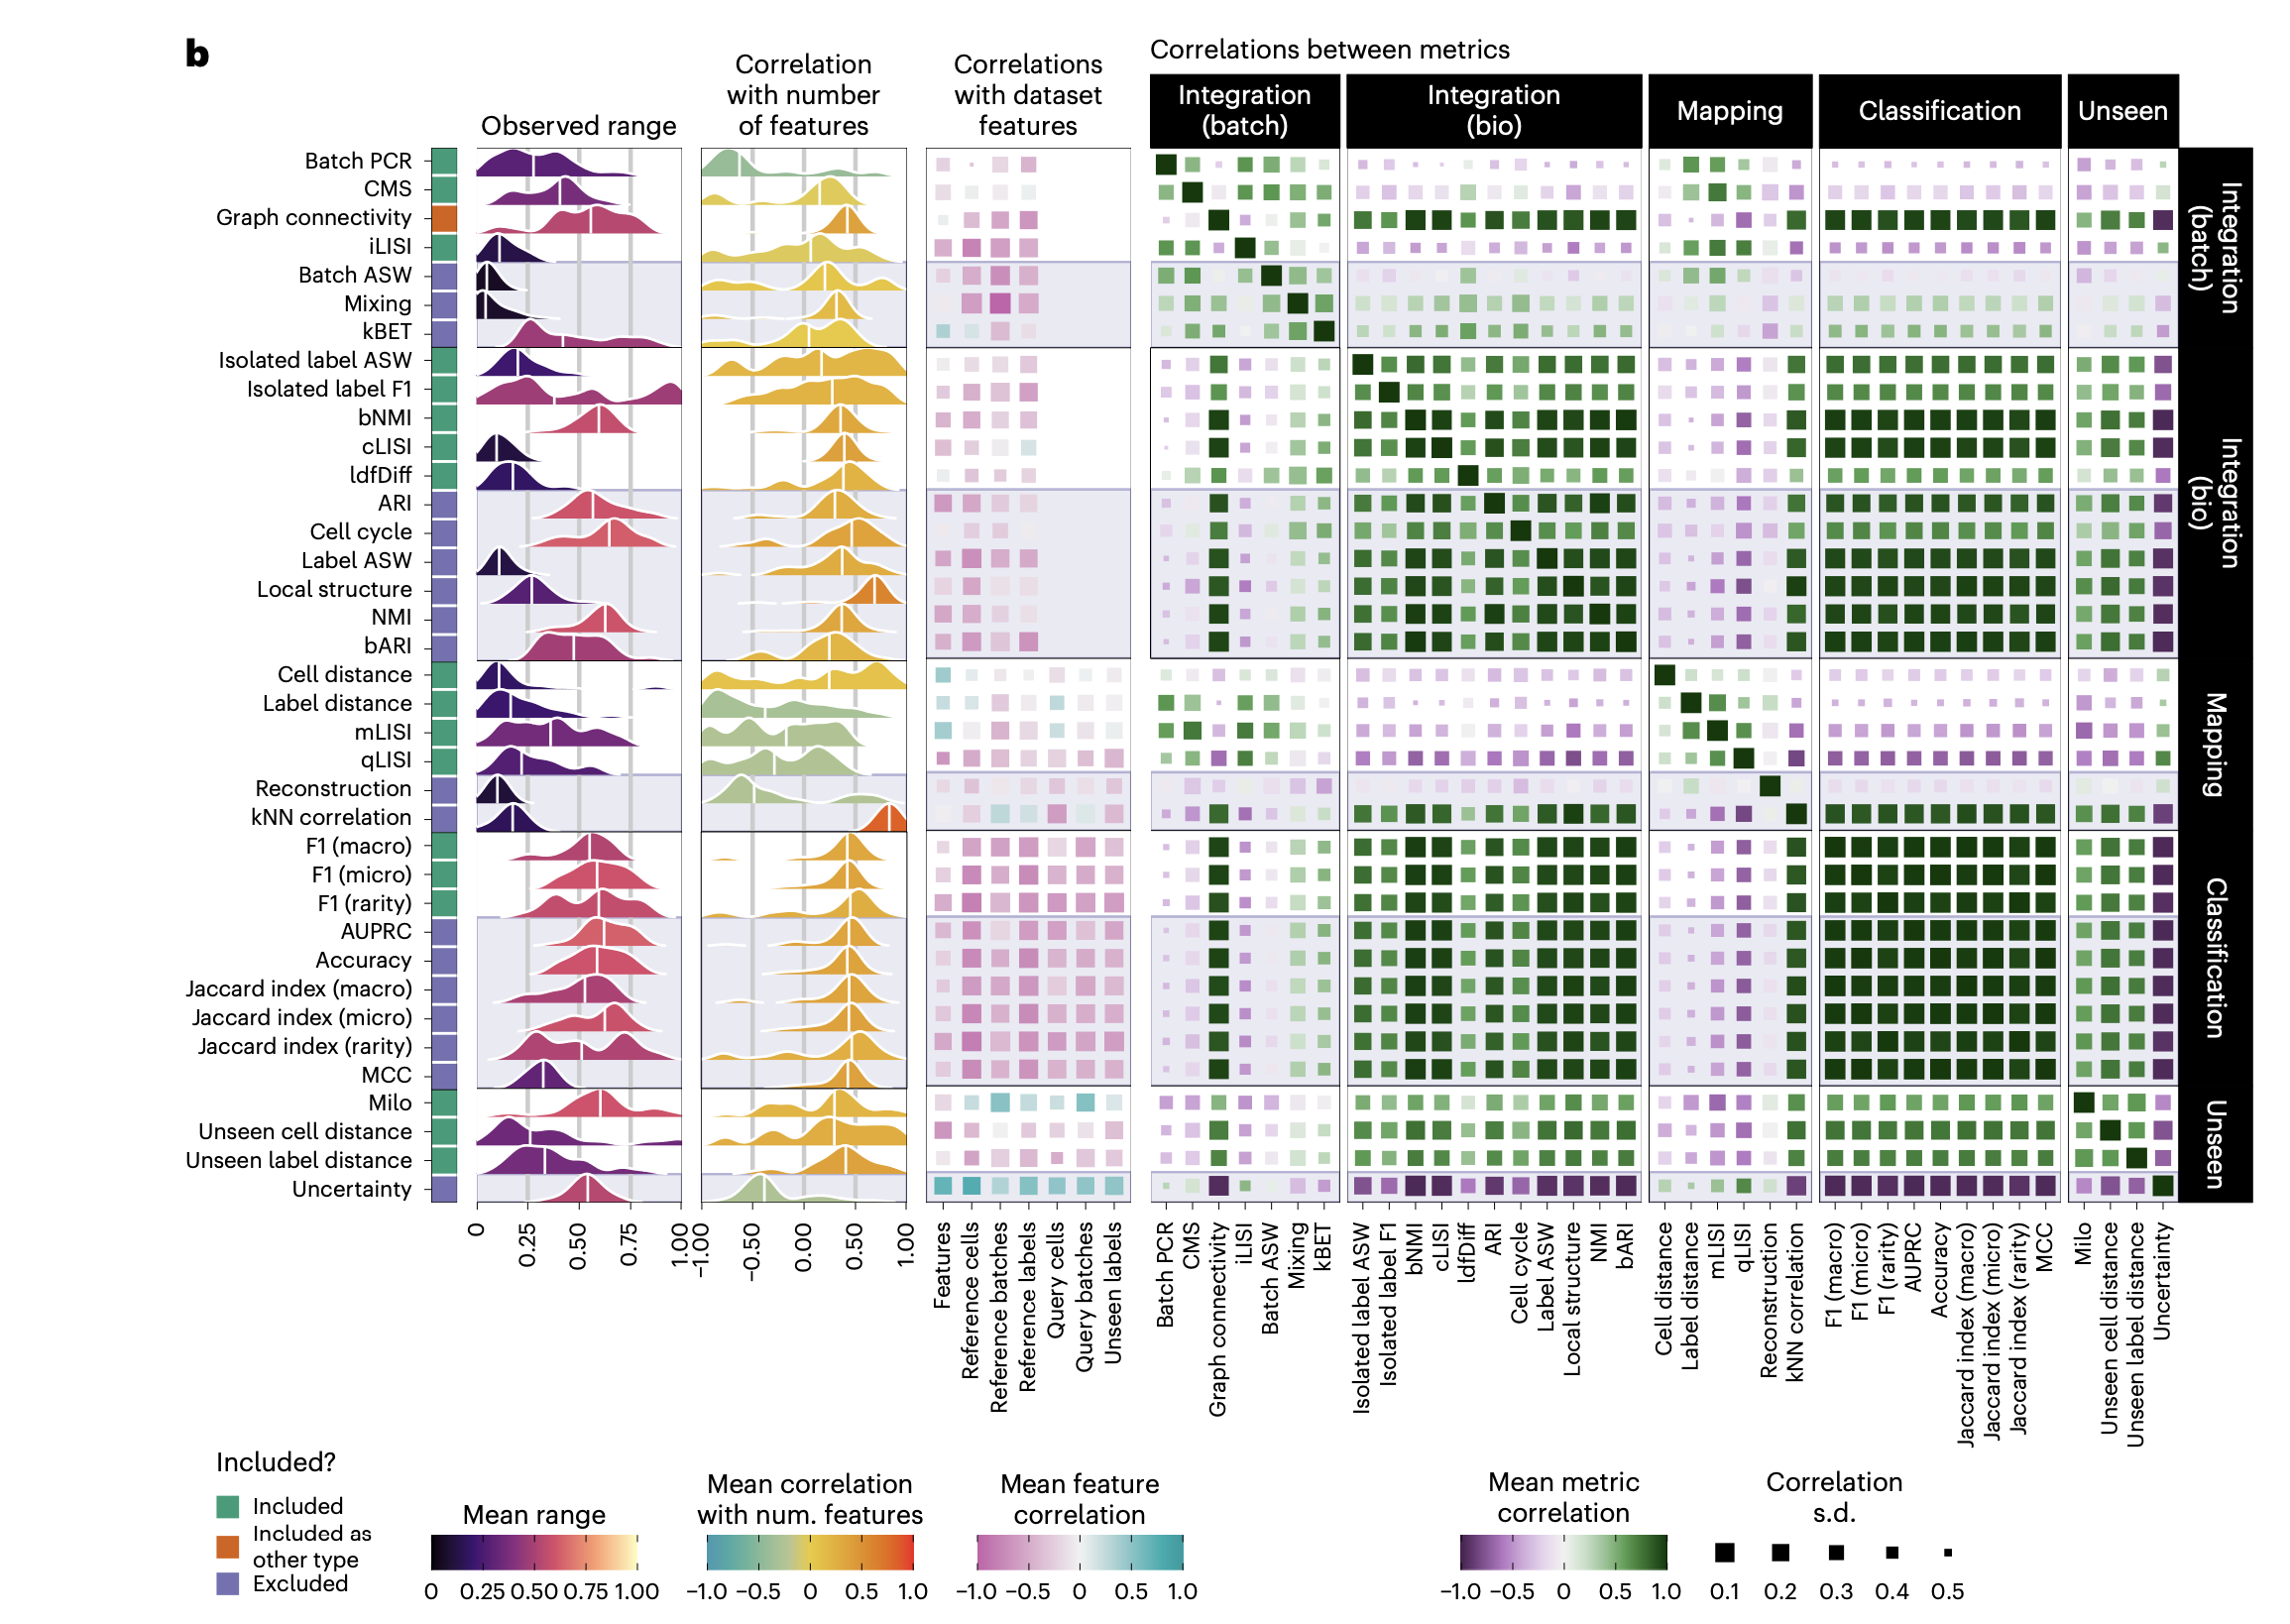 b
Observed range
Correlation
with number
of features
Correlations
with dataset
features
Correlations between metrics
Integration
(batch)
Integration
(bio)
Mapping
Classification
Unseen
Batch PCR
CMS
Graph connectivity
iLISI
Batch ASW
Mixing
kBET
Isolated label ASW
Isolated label F1
bNMI
cLISI
ldfDiff
ARI
Cell cycle
Label ASW
Local structure
NMI
bARI
Cell distance
Label distance
mLISI
qLISI
Reconstruction
kNN correlation
F1 (macro)
F1 (micro)
F1 (rarity)
AUPRC
Accuracy
Jaccard index (macro)
Jaccard index (micro)
Jaccard index (rarity)
MCC
Milo
Unseen cell distance
Unseen label distance
Uncertainty
Integration
(batch)
Integration
(bio)
Mapping
Classification
Unseen
0
0.25
0.50
0.75
1.00
−1.00
−0.50
0.00
0.50
1.00
Features
Reference cells
Reference batches
Reference labels
Query cells
Query batches
Unseen labels
Batch PCR
CMS
Graph connectivity
iLISI
Batch ASW
Mixing
kBET
Isolated label ASW
Isolated label F1
bNMI
cLISI
ldfDiff
ARI
Cell cycle
Label ASW
Local structure
NMI
bARI
Cell distance
Label distance
mLISI
qLISI
Reconstruction
kNN correlation
F1 (macro)
F1 (micro)
F1 (rarity)
AUPRC
Accuracy
Jaccard index (macro)
Jaccard index (micro)
Jaccard index (rarity)
MCC
Milo
Unseen cell distance
Unseen label distance
Uncertainty
Included?
Included
Included as
other type
Excluded
Mean range
0 0.25 0.50 0.75 1.00
Mean correlation
with num. features
−1.0 −0.5 0 0.5 1.0
Mean feature
correlation
−1.0 −0.5 0 0.5 1.0
Mean metric
correlation
−1.0 −0.5 0 0.5 1.0
Correlation
s.d.
0.1 0.2 0.3 0.4 0.5